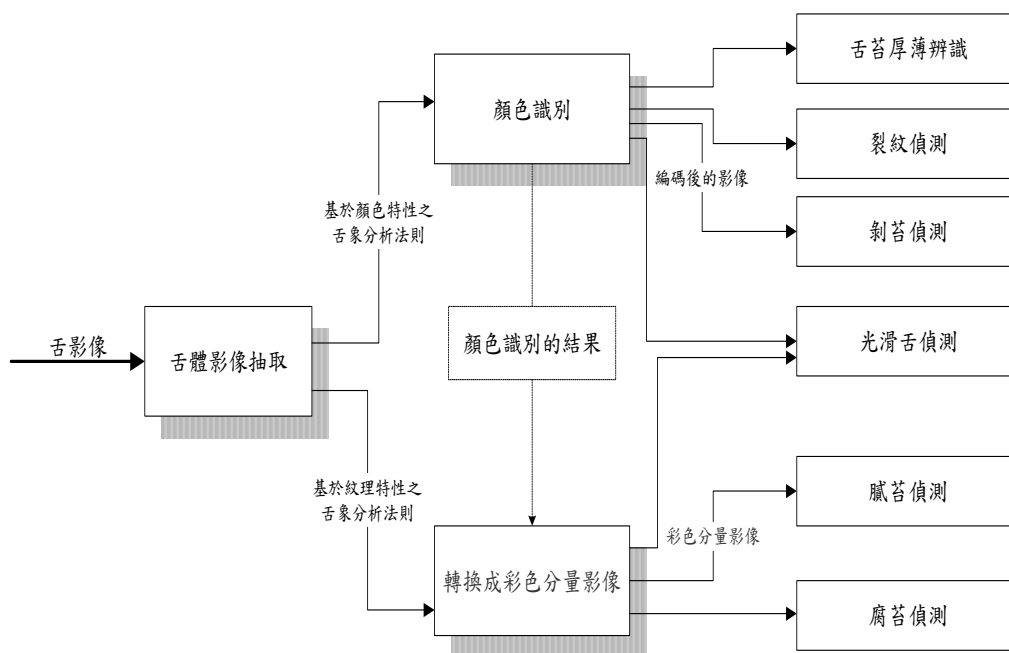 舌苔厚薄辨識
顏色識別
裂紋偵測
編碼後的影像
基於顏色特性之
舌象分析法則
剝苔偵測
舌影像
舌體影像抽取
顏色識別的結果
光滑舌偵測
基於紋理特性之
舌象分析法則
膩苔偵測
彩色分量影像
轉換成彩色分量影像
腐苔偵測